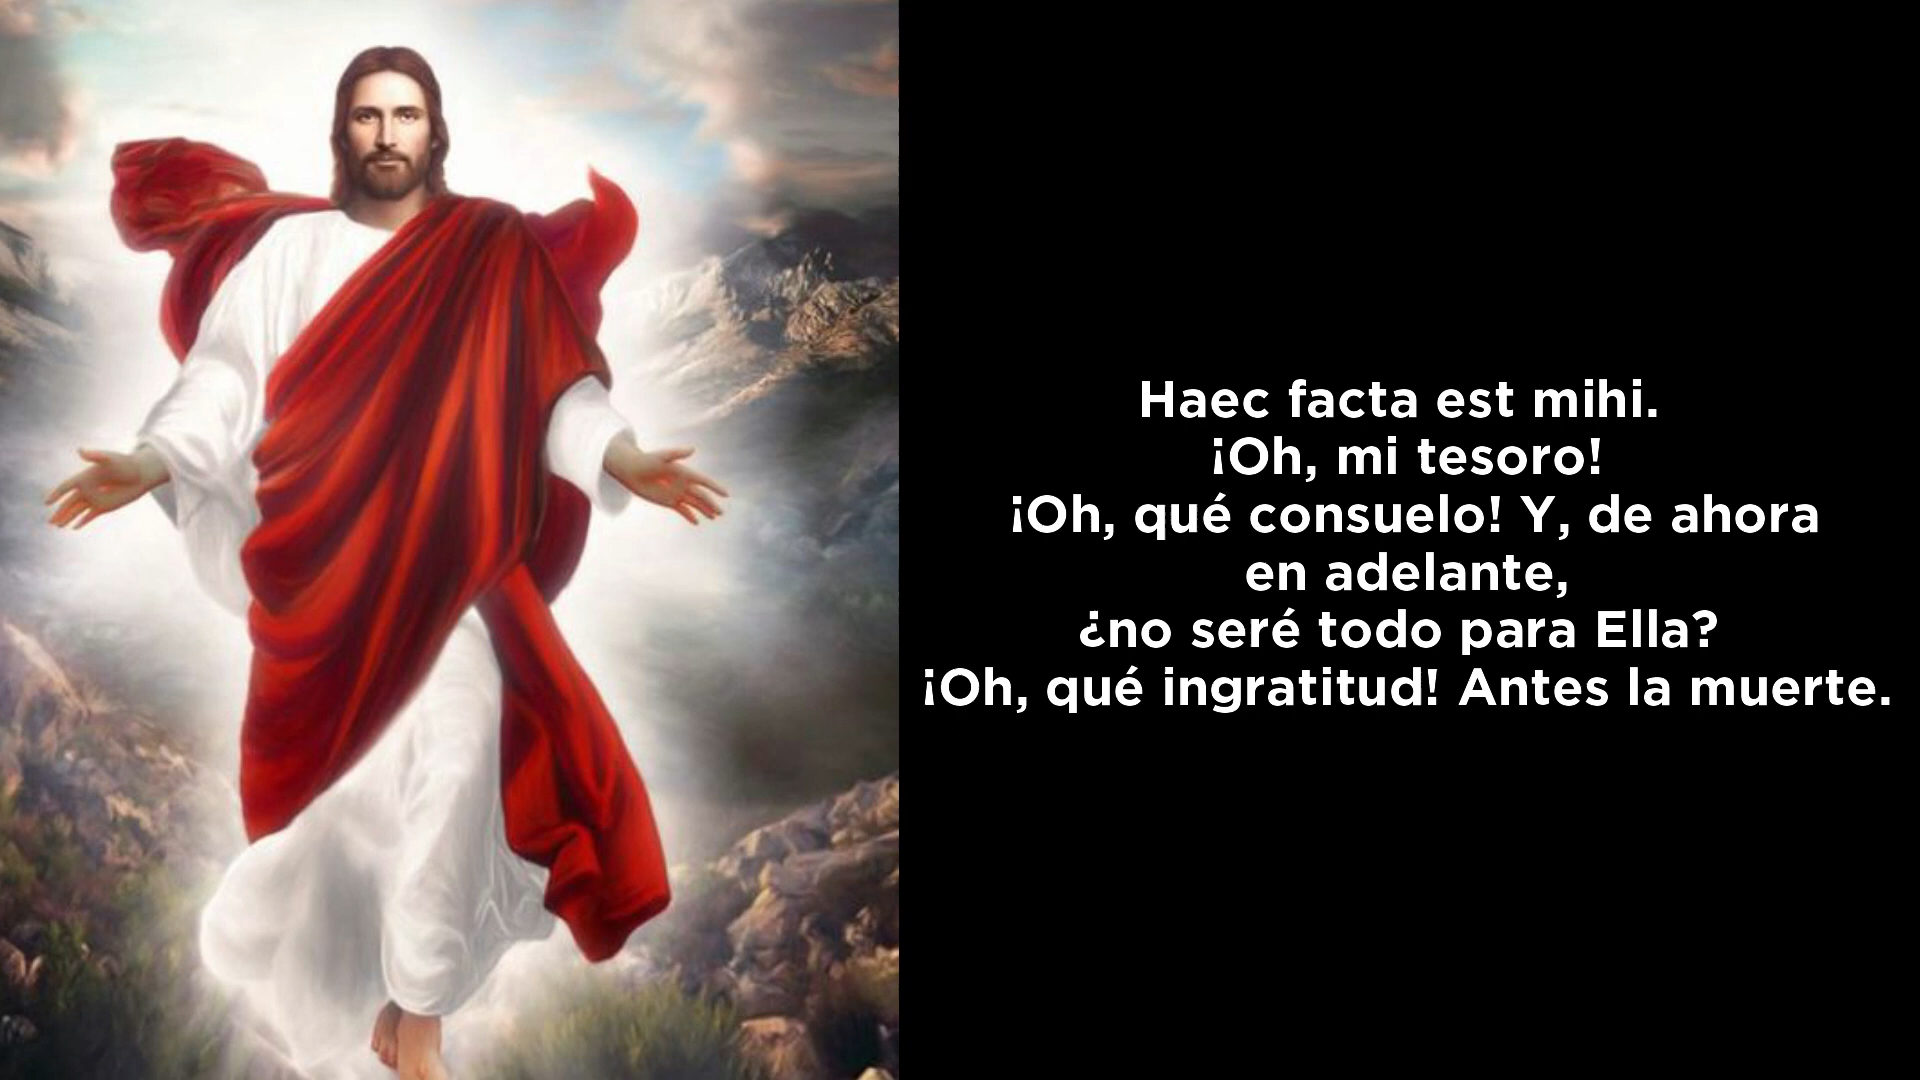 Haec facta est mihi.
¡Oh, mi tesoro!
¡Oh, qué consuelo! Y, de ahora
en adelante,
¿no seré todo para Ella?
¡Oh, qué ingratitud! Antes la muerte.